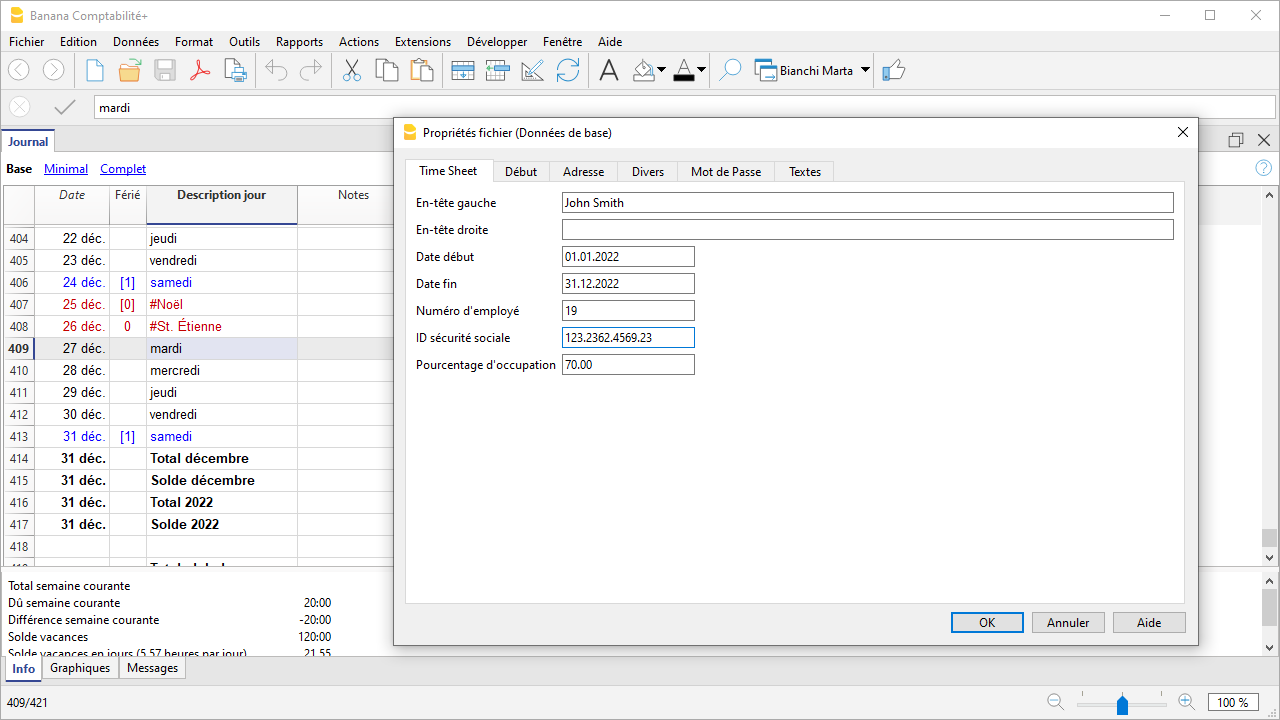 Banana Comptabilité+
Fichier Edition Données Format Outils Rapports Actions Extensions Développer Fenêtre Aide
Bianchi Marta
mardi
Journal
Base Minimal Complet
Date Férié Description jour Notes
404 22 déc. jeudi
405 23 déc. vendredi
406 24 déc. [1] samedi
407 25 déc. [0] #Noël
408 26 déc. 0 #St. Étienne
409 27 déc. mardi
410 28 déc. mercredi
411 29 déc. jeudi
412 30 déc. vendredi
413 31 déc. [1] samedi
414 31 déc. Total décembre
415 31 déc. Solde décembre
416 31 déc. Total 2022
417 31 déc. Solde 2022
418
Propriétés fichier (Données de base)
Time Sheet Début Adresse Divers Mot de Passe Textes
En-tête gauche John Smith
En-tête droite
Date début 01.01.2022
Date fin 31.12.2022
Numéro d'employé 19
ID sécurité sociale 123.2362.4569.23
Pourcentage d'occupation 70.00
OK Annuler Aide
Total semaine courante
Dû semaine courante 20:00
Différence semaine courante -20:00
Solde vacances 120:00
Solde vacances en jours (5.57 heures par jour) 21.55
Info Graphiques Messages
409/421
100 %